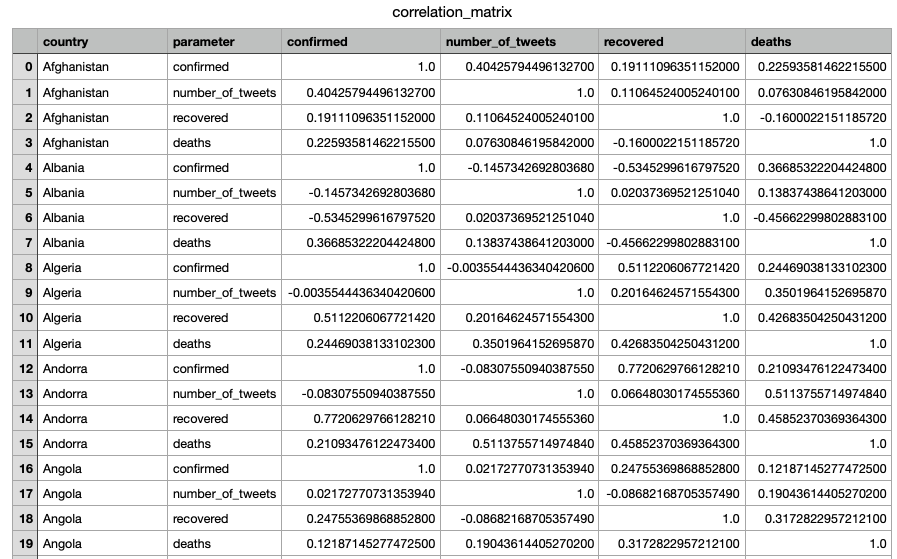 correlation_matrix
country parameter confirmed number_of_tweets recovered deaths
0 Afghanistan confirmed 1.0 0.40425794496132700 0.19111096351152000 0.22593581462215500
1 Afghanistan number_of_tweets 0.40425794496132700 1.0 0.11064524005240100 0.07630846195842000
2 Afghanistan recovered 0.19111096351152000 0.11064524005240100 1.0 -0.1600022151185720
3 Afghanistan deaths 0.22593581462215500 0.07630846195842000 -0.1600022151185720 1.0
4 Albania confirmed 1.0 -0.1457342692803680 -0.5345299616797520 0.36685322204424800
5 Albania number_of_tweets -0.1457342692803680 1.0 0.02037369521251040 0.13837438641203000
6 Albania recovered -0.5345299616797520 0.02037369521251040 1.0 -0.45662299802883100
7 Albania deaths 0.36685322204424800 0.13837438641203000 -0.45662299802883100 1.0
8 Algeria confirmed 1.0 -0.0035544436340420600 0.5112206067721420 0.24469038133102300
9 Algeria number_of_tweets -0.0035544436340420600 1.0 0.20164624571554300 0.3501964152695870
10 Algeria recovered 0.5112206067721420 0.20164624571554300 1.0 0.42683504250431200
11 Algeria deaths 0.24469038133102300 0.3501964152695870 0.42683504250431200 1.0
12 Andorra confirmed 1.0 -0.08307550940387550 0.7720629766128210 0.21093476122473400
13 Andorra number_of_tweets -0.08307550940387550 1.0 0.06648030174555360 0.5113755714974840
14 Andorra recovered 0.7720629766128210 0.06648030174555360 1.0 0.45852370369364300
15 Andorra deaths 0.21093476122473400 0.5113755714974840 0.45852370369364300 1.0
16 Angola confirmed 1.0 0.02172770731353940 0.24755369868852800 0.12187145277472500
17 Angola number_of_tweets 0.02172770731353940 1.0 -0.08682168705357490 0.19043614405270200
18 Angola recovered 0.24755369868852800 -0.08682168705357490 1.0 0.3172822957212100
19 Angola deaths 0.12187145277472500 0.19043614405270200 0.3172822957212100 1.0